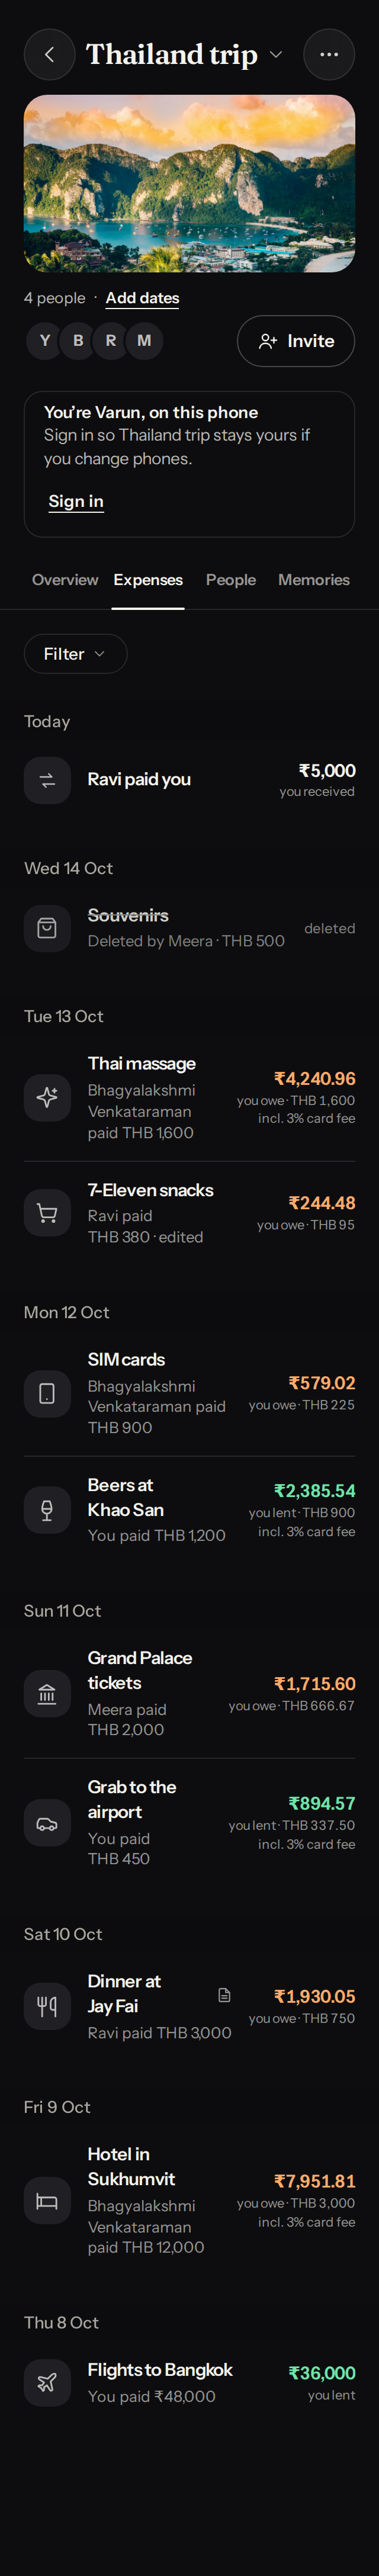 Thailand trip
4 people · Add dates
Y B R M
Invite
You're Varun, on this phone
Sign in so Thailand trip stays yours if
you change phones.
Sign in
Overview Expenses People Memories
Filter
Today
Ravi paid you
₹5,000
you received
Wed 14 Oct
Souvenirs
Deleted by Meera · THB 500
deleted
Tue 13 Oct
Thai massage
Bhagyalakshmi
Venkataraman
paid THB 1,600
₹4,240.96
you owe · THB 1,600
incl. 3% card fee
7-Eleven snacks
Ravi paid
THB 380 · edited
₹244.48
you owe · THB 95
Mon 12 Oct
SIM cards
Bhagyalakshmi
Venkataraman paid
THB 900
₹579.02
you owe · THB 225
Beers at
Khao San
You paid THB 1,200
₹2,385.54
you lent · THB 900
incl. 3% card fee
Sun 11 Oct
Grand Palace
tickets
Meera paid
THB 2,000
₹1,715.60
you owe · THB 666.67
Grab to the
airport
You paid
THB 450
₹894.57
you lent · THB 337.50
incl. 3% card fee
Sat 10 Oct
Dinner at
Jay Fai
Ravi paid THB 3,000
₹1,930.05
you owe · THB 750
Fri 9 Oct
Hotel in
Sukhumvit
Bhagyalakshmi
Venkataraman
paid THB 12,000
₹7,951.81
you owe · THB 3,000
incl. 3% card fee
Thu 8 Oct
Flights to Bangkok
You paid ₹48,000
₹36,000
you lent